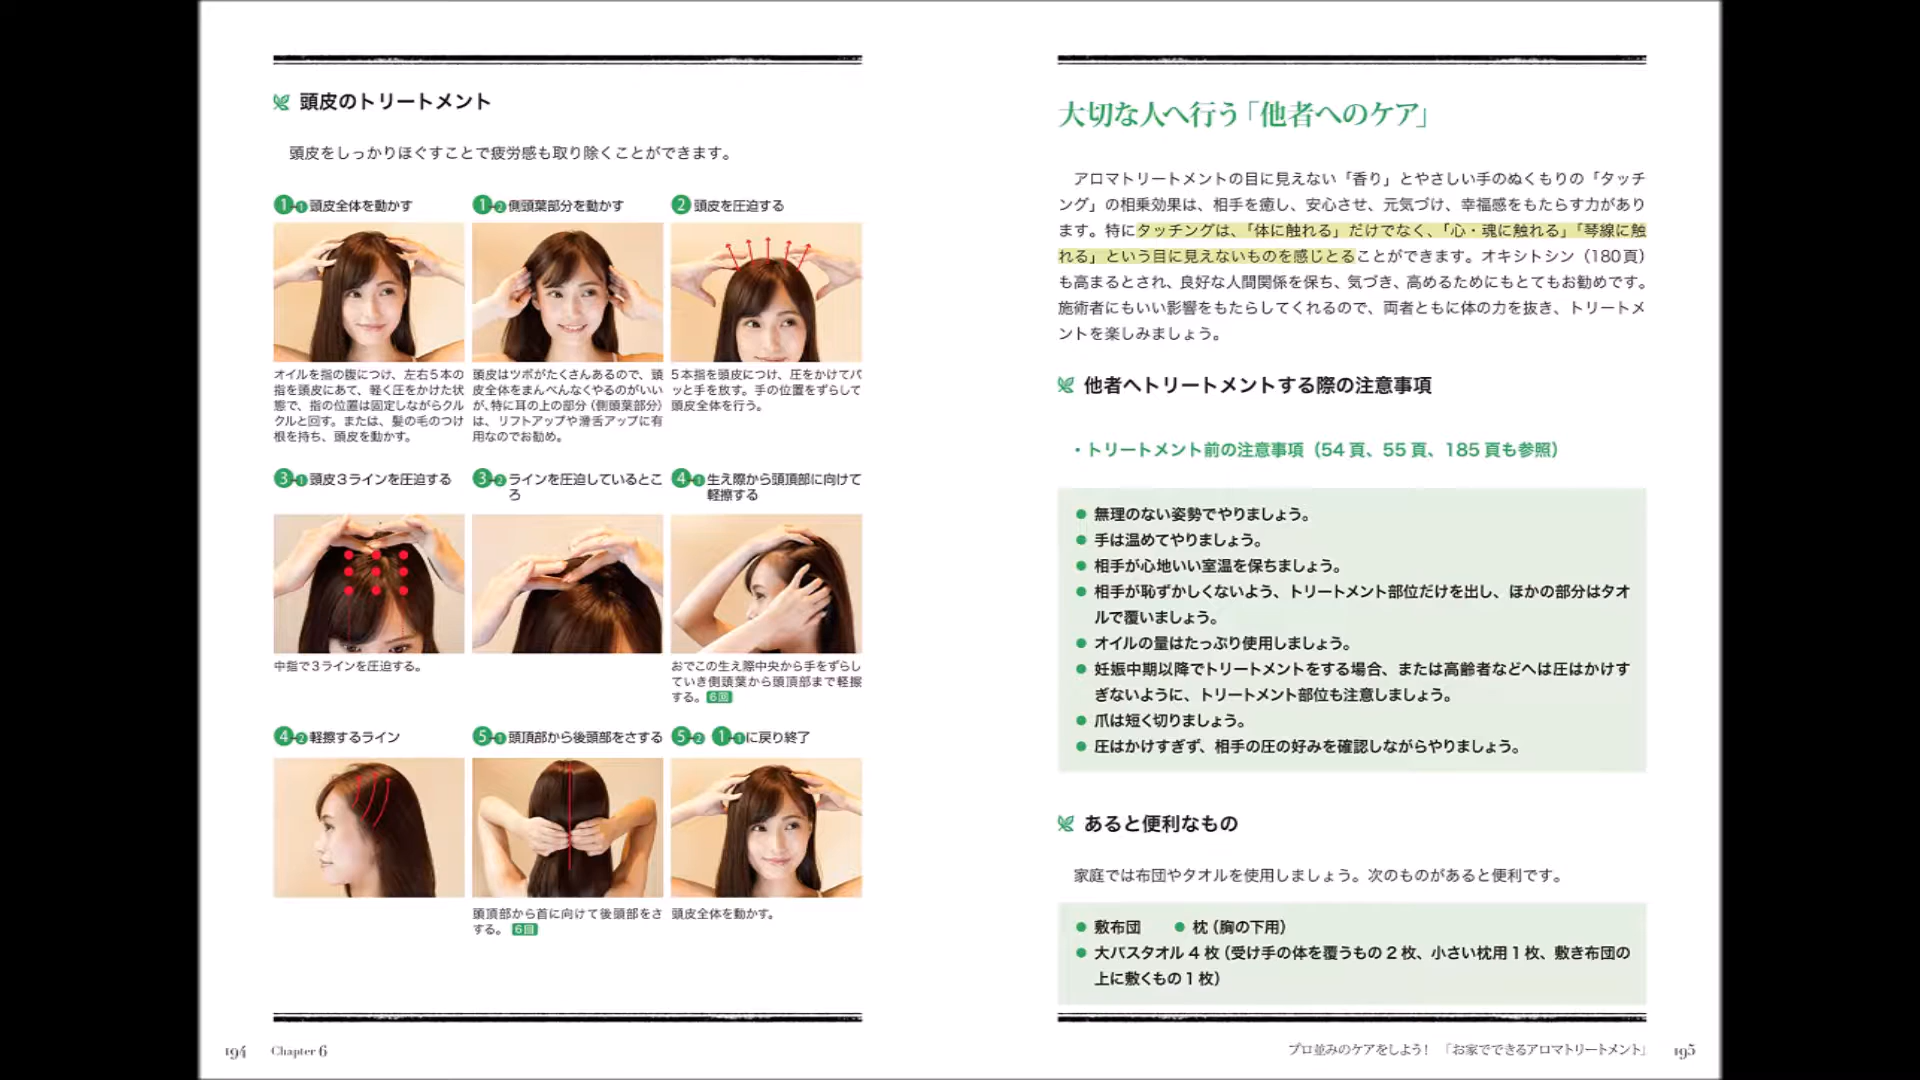 頭皮のトリートメント
頭皮をしっかりほぐすことで疲労感も取り除くことができます。
1-1 頭皮全体を動かす
オイルを指の腹につけ、左右5本の
指を頭皮にあて、軽く圧をかけた状
態で、指の位置は固定しながらクル
クルと回す。または、髪の毛のつけ
根を持ち、頭皮を動かす。
1-2 側頭葉部分を動かす
頭皮はツボがたくさんあるので、頭
皮全体をまんべんなくやるのがいい
が、特に耳の上の部分（側頭葉部分）
は、リフトアップや滑舌アップに有
用なのでお勧め。
2 頭皮を圧迫する
5本指を頭皮につけ、圧をかけてパ
ッと手を放す。手の位置をずらして
頭皮全体を行う。
3-1 頭皮3ラインを圧迫する
中指で3ラインを圧迫する。
3-2 ラインを圧迫しているとこ
ろ
4-1 生え際から頭頂部に向けて
軽擦する
おでこの生え際中央から手をずらし
ていき側頭葉から頭頂部まで軽擦
する。 6回
4-2 軽擦するライン
5-1 頭頂部から後頭部をさする
頭頂部から首に向けて後頭部をさ
する。 6回
5-2 1-1に戻り終了
頭皮全体を動かす。
194 Chapter 6
大切な人へ行う「他者へのケア」
アロマトリートメントの目に見えない「香り」とやさしい手のぬくもりの「タッチ
ング」の相乗効果は、相手を癒し、安心させ、元気づけ、幸福感をもたらす力があり
ます。特にタッチングは、「体に触れる」だけでなく、「心・魂に触れる」「琴線に触
れる」という目に見えないものを感じとることができます。オキシトシン（180頁）
も高まるとされ、良好な人間関係を保ち、気づき、高めるためにもとてもお勧めです。
施術者にもいい影響をもたらしてくれるので、両者ともに体の力を抜き、トリートメ
ントを楽しみましょう。
他者へトリートメントする際の注意事項
・トリートメント前の注意事項（54頁、55頁、185頁も参照）
● 無理のない姿勢でやりましょう。
● 手は温めてやりましょう。
● 相手が心地いい室温を保ちましょう。
● 相手が恥ずかしくないよう、トリートメント部位だけを出し、ほかの部分はタオ
ルで覆いましょう。
● オイルの量はたっぷり使用しましょう。
● 妊娠中期以降でトリートメントをする場合、または高齢者などへは圧はかけす
ぎないように、トリートメント部位も注意しましょう。
● 爪は短く切りましょう。
● 圧はかけすぎず、相手の圧の好みを確認しながらやりましょう。
あると便利なもの
家庭では布団やタオルを使用しましょう。次のものがあると便利です。
● 敷布団 ● 枕（胸の下用）
● 大バスタオル4枚（受け手の体を覆うもの2枚、小さい枕用1枚、敷き布団の
上に敷くもの1枚）
プロ並みのケアをしよう！ 「お家でできるアロマトリートメント」 195